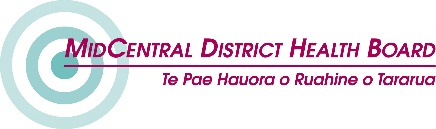 MIDCENTRAL DISTRICT HEALTH BOARD
Te Pae Hauora o Ruahine o Tararua